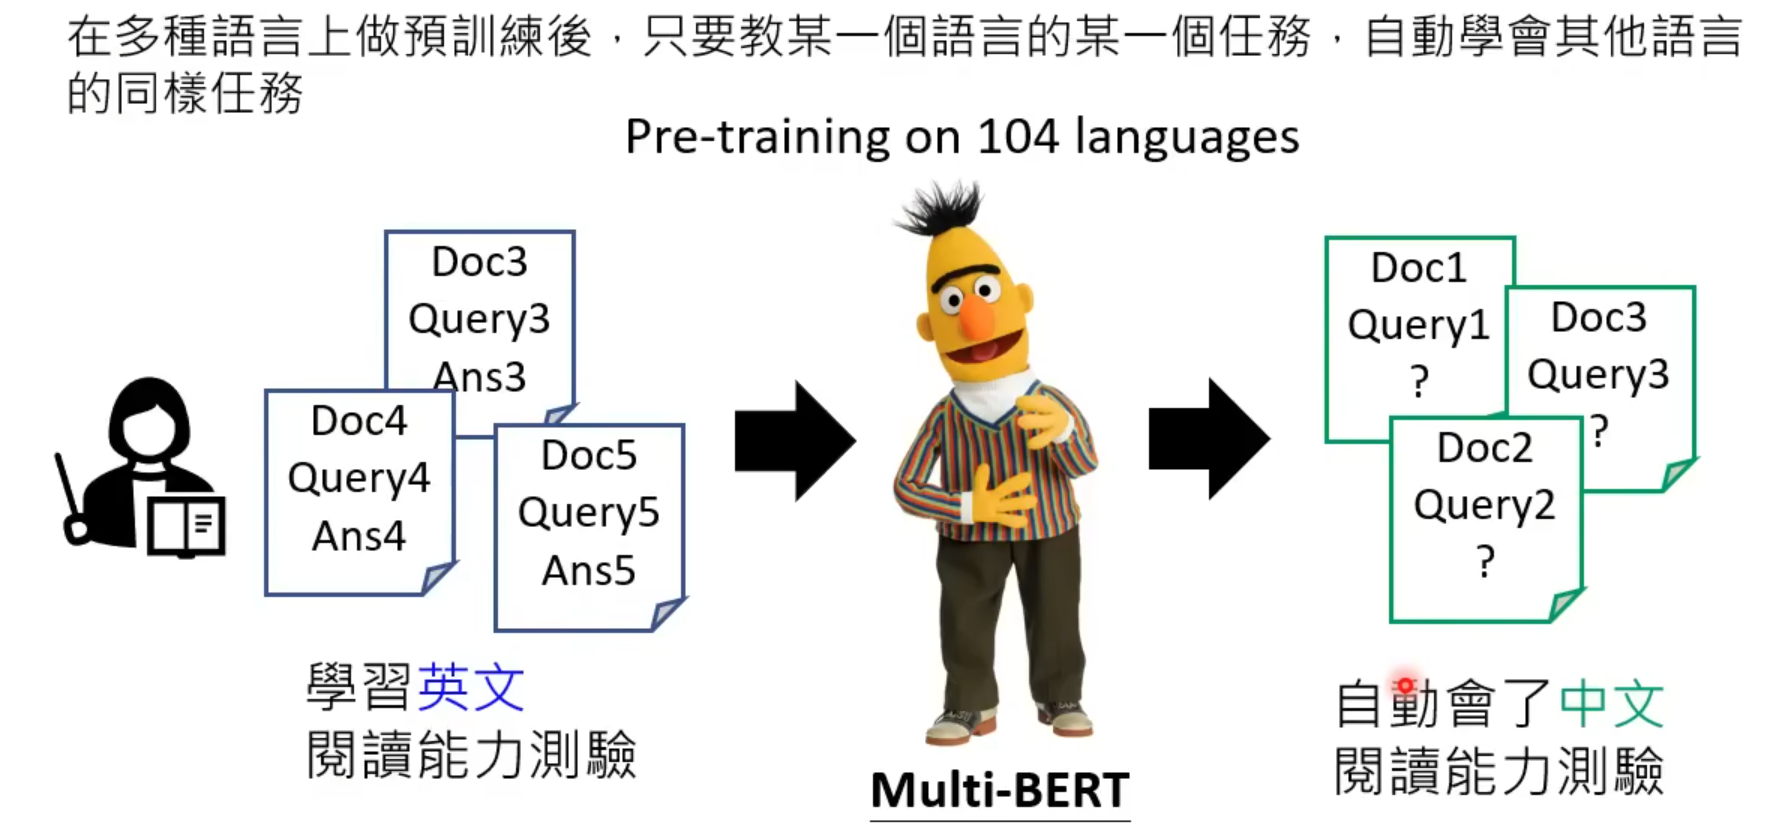 在多種語言上做預訓練後，只要教某一個語言的某一個任務，自動學會其他語言
的同樣任務
Pre-training on 104 languages
Doc3
Query3
Ans3
Doc4
Query4
Ans4
Doc5
Query5
Ans5
學習英文
閱讀能力測驗
Multi-BERT
Doc1
Query1
?
Doc3
Query3
?
Doc2
Query2
?
自動會了中文
閱讀能力測驗